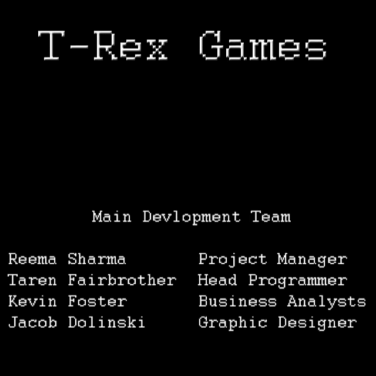 T-Rex Games
Main Devlopment Team
Reema Sharma Project Manager
Taren Fairbrother Head Programmer
Kevin Foster Business Analysts
Jacob Dolinski Graphic Designer